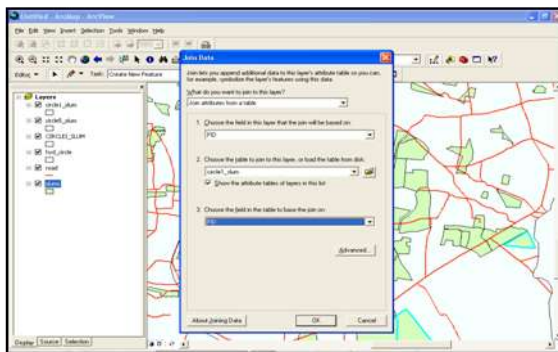 Untitled - ArcMap - ArcView
File Edit View Insert Selection Tools Window Help
Editor
Task: Create New Feature
Layers
circle1_slum
circle5_slum
CIRCLE3_SLUM
hyd_circle
road
slums
Display Source Selection
Join Data
Join lets you append additional data to this layer's attribute table so you can,
for example, symbolize the layer's features using this data.
What do you want to join to this layer?
Join attributes from a table
1. Choose the field in this layer that the join will be based on:
PID
2. Choose the table to join to this layer, or load the table from disk:
circle1_slum
Show the attribute tables of layers in this list
3. Choose the field in the table to base the join on:
PID
Advanced...
About Joining Data
OK
Cancel